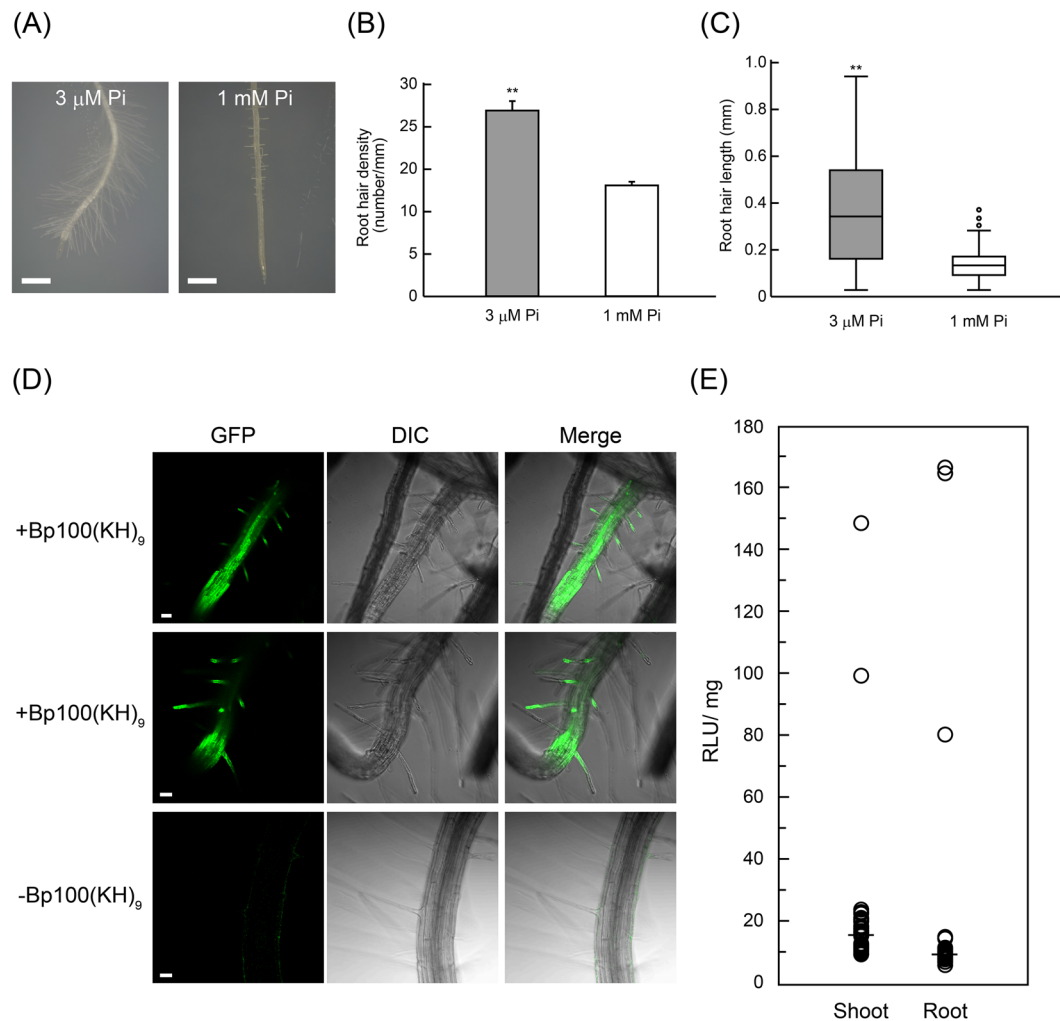 (A)
3 μM Pi
1 mM Pi
(B)
Root hair density
(number/mm)
30
25
20
10
5
0
**
3 μM Pi
1 mM Pi
(C)
Root hair length (mm)
1.0
0.8
0.6
0.4
0.2
0
**
3 μM Pi
1 mM Pi
(D)
GFP
DIC
Merge
+Bp100(KH)₉
+Bp100(KH)₉
-Bp100(KH)₉
(E)
RLU/ mg
180
160
140
120
100
80
60
40
20
0
Shoot
Root